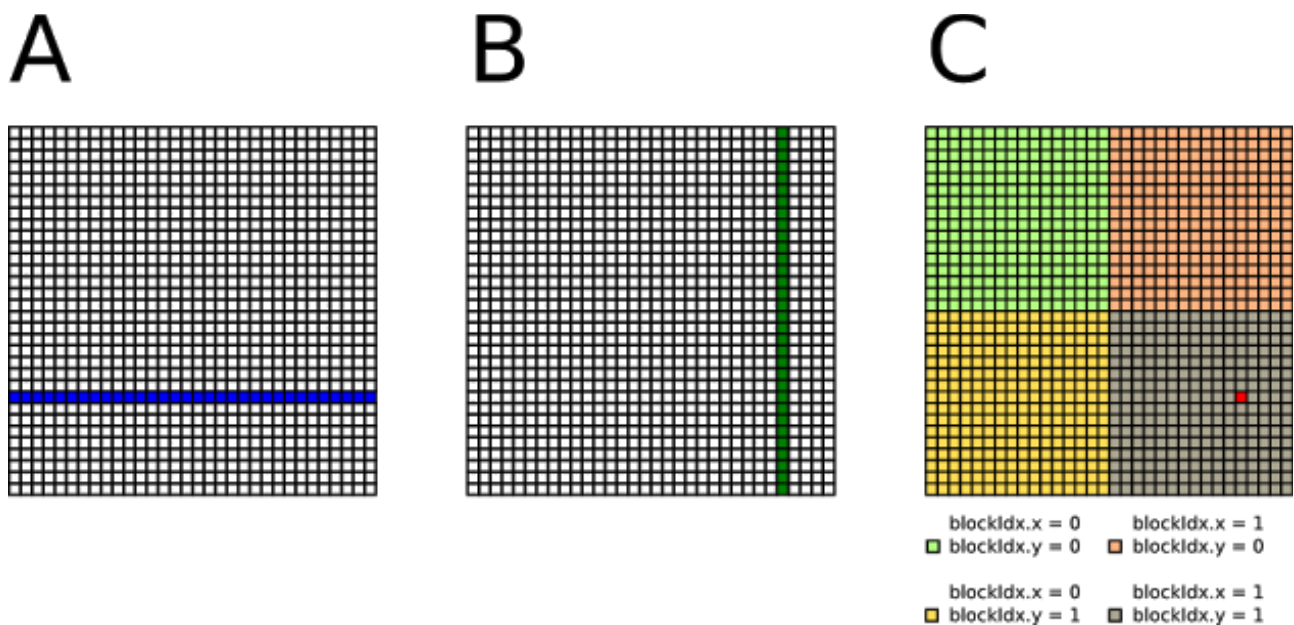 A B C
blockIdx.x = 0 blockIdx.x = 1
blockIdx.y = 0 blockIdx.y = 0
blockIdx.x = 0 blockIdx.x = 1
blockIdx.y = 1 blockIdx.y = 1